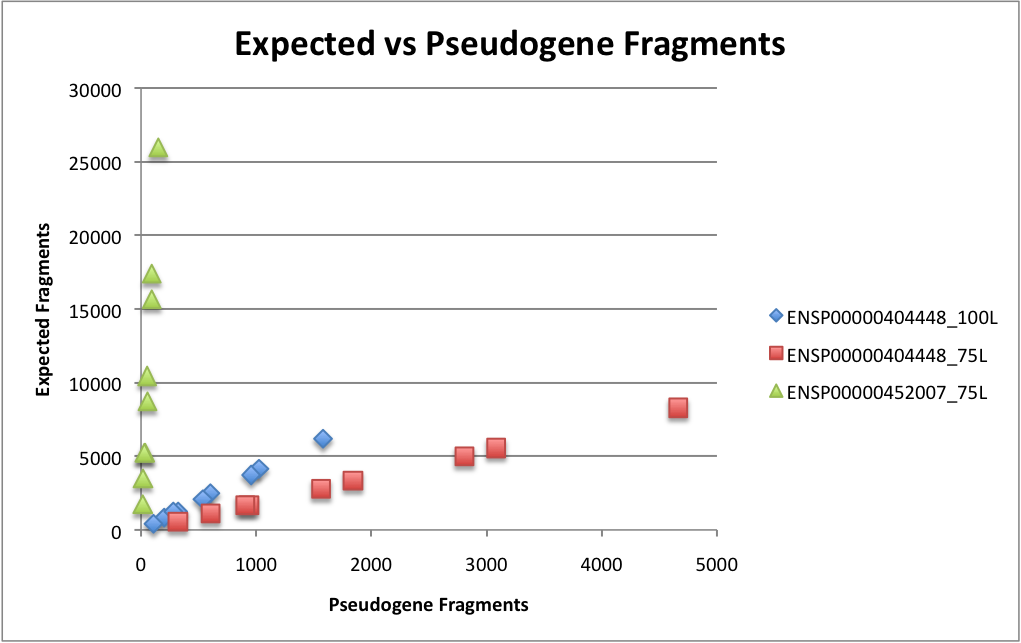 Expected vs Pseudogene Fragments
30000
25000
20000
15000
10000
5000
0
Expected Fragments
0 1000 2000 3000 4000 5000
Pseudogene Fragments
ENSP00000404448_100L
ENSP00000404448_75L
ENSP00000452007_75L